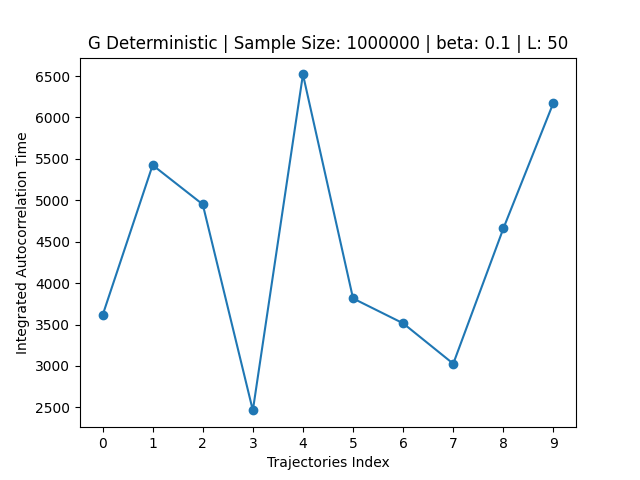 G Deterministic | Sample Size: 1000000 | beta: 0.1 | L: 50
6500
6000
5500
5000
4500
4000
3500
3000
2500
Integrated Autocorrelation Time
0 1 2 3 4 5 6 7 8 9
Trajectories Index